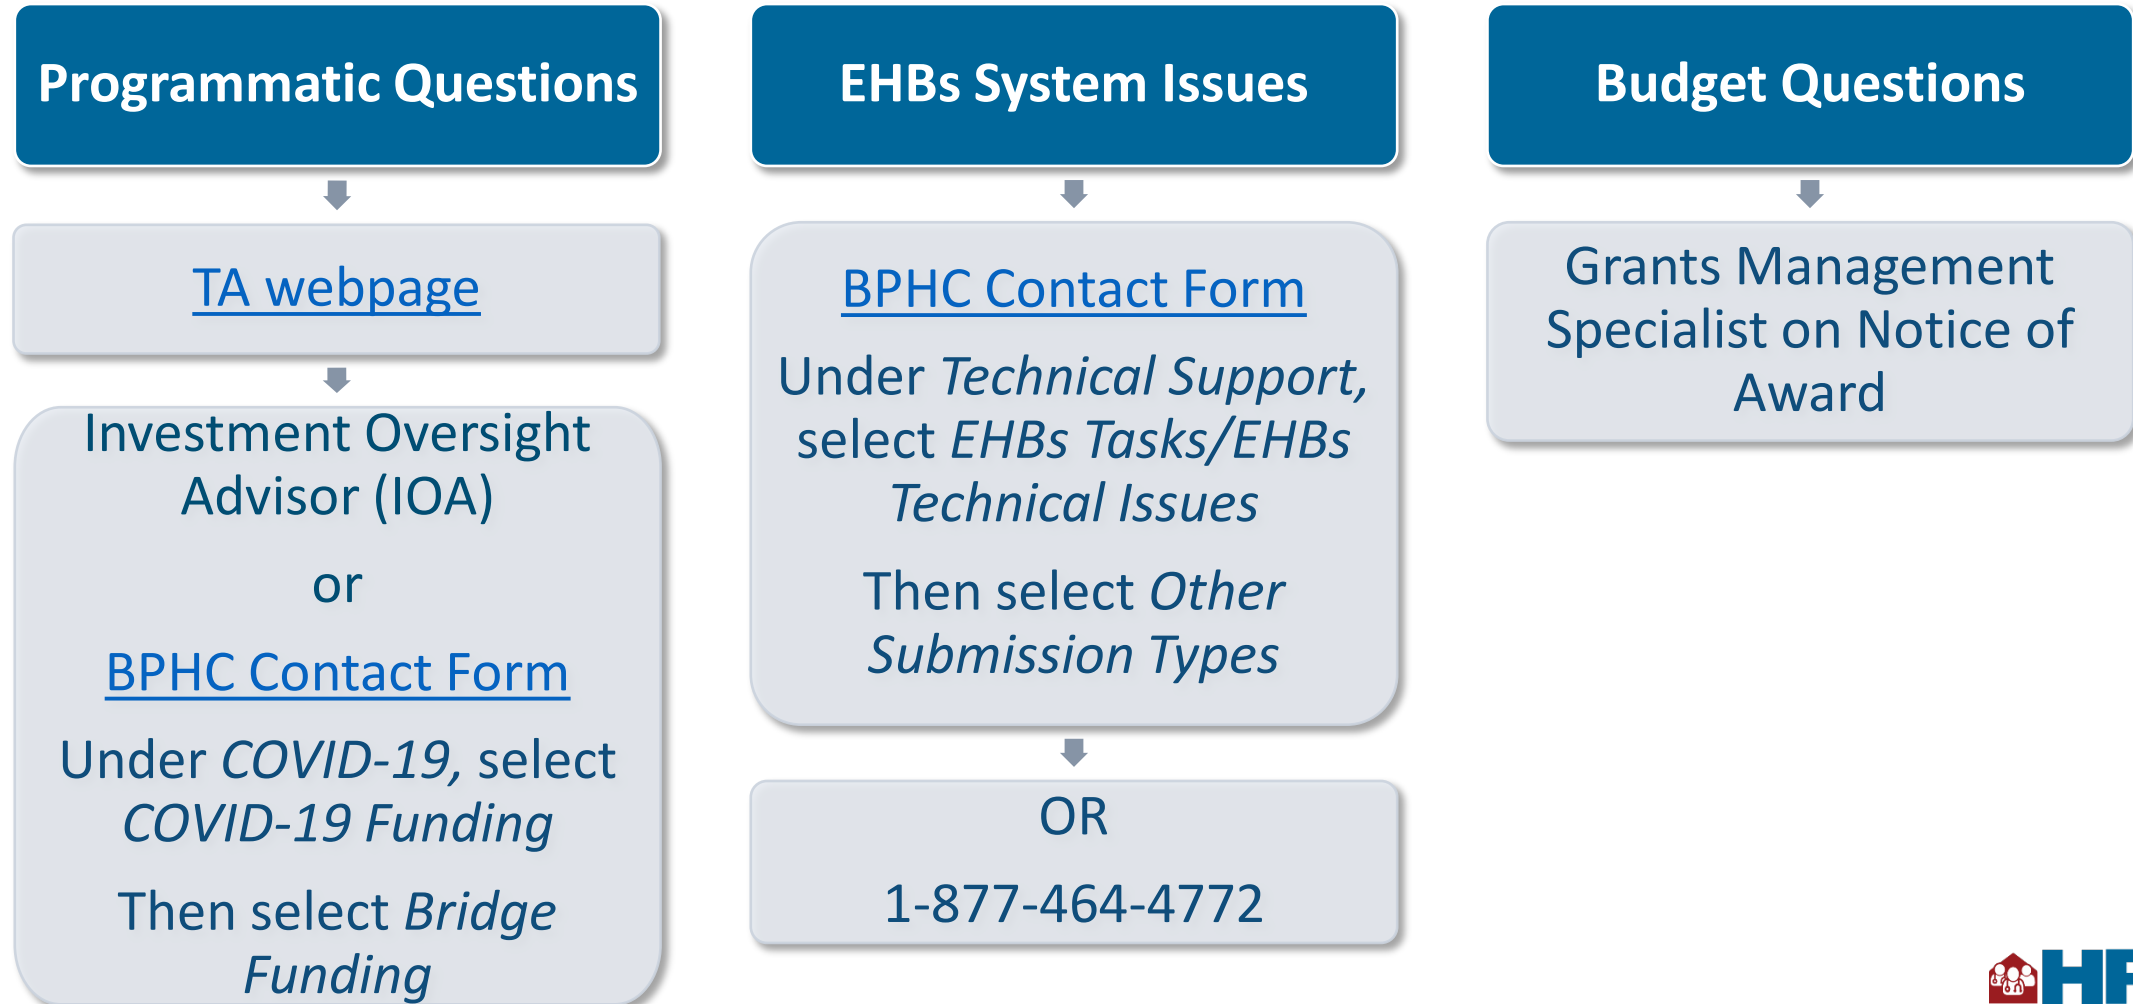 Programmatic Questions
TA webpage
Investment Oversight
Advisor (IOA)
or
BPHC Contact Form
Under COVID-19, select
COVID-19 Funding
Then select Bridge
Funding
EHBs System Issues
BPHC Contact Form
Under Technical Support,
select EHBs Tasks/EHBs
Technical Issues
Then select Other
Submission Types
OR
1-877-464-4772
Budget Questions
Grants Management
Specialist on Notice of
Award